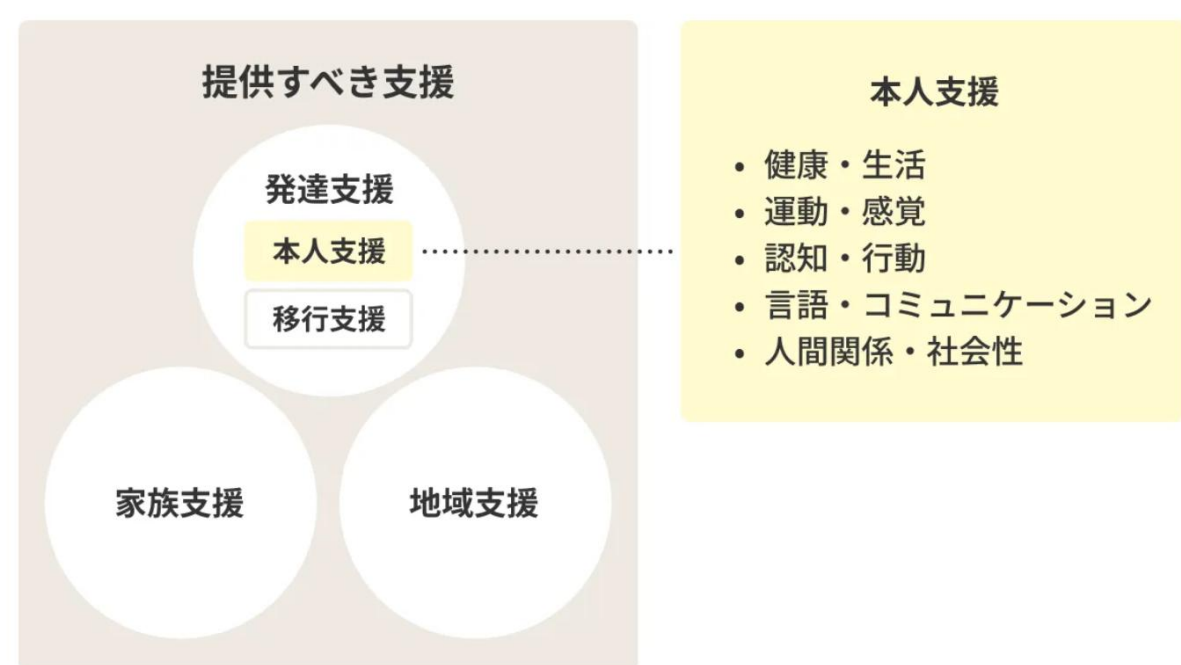 提供すべき支援
発達支援
本人支援
移行支援
家族支援
地域支援
本人支援
• 健康・生活
• 運動・感覚
• 認知・行動
• 言語・コミュニケーション
• 人間関係・社会性